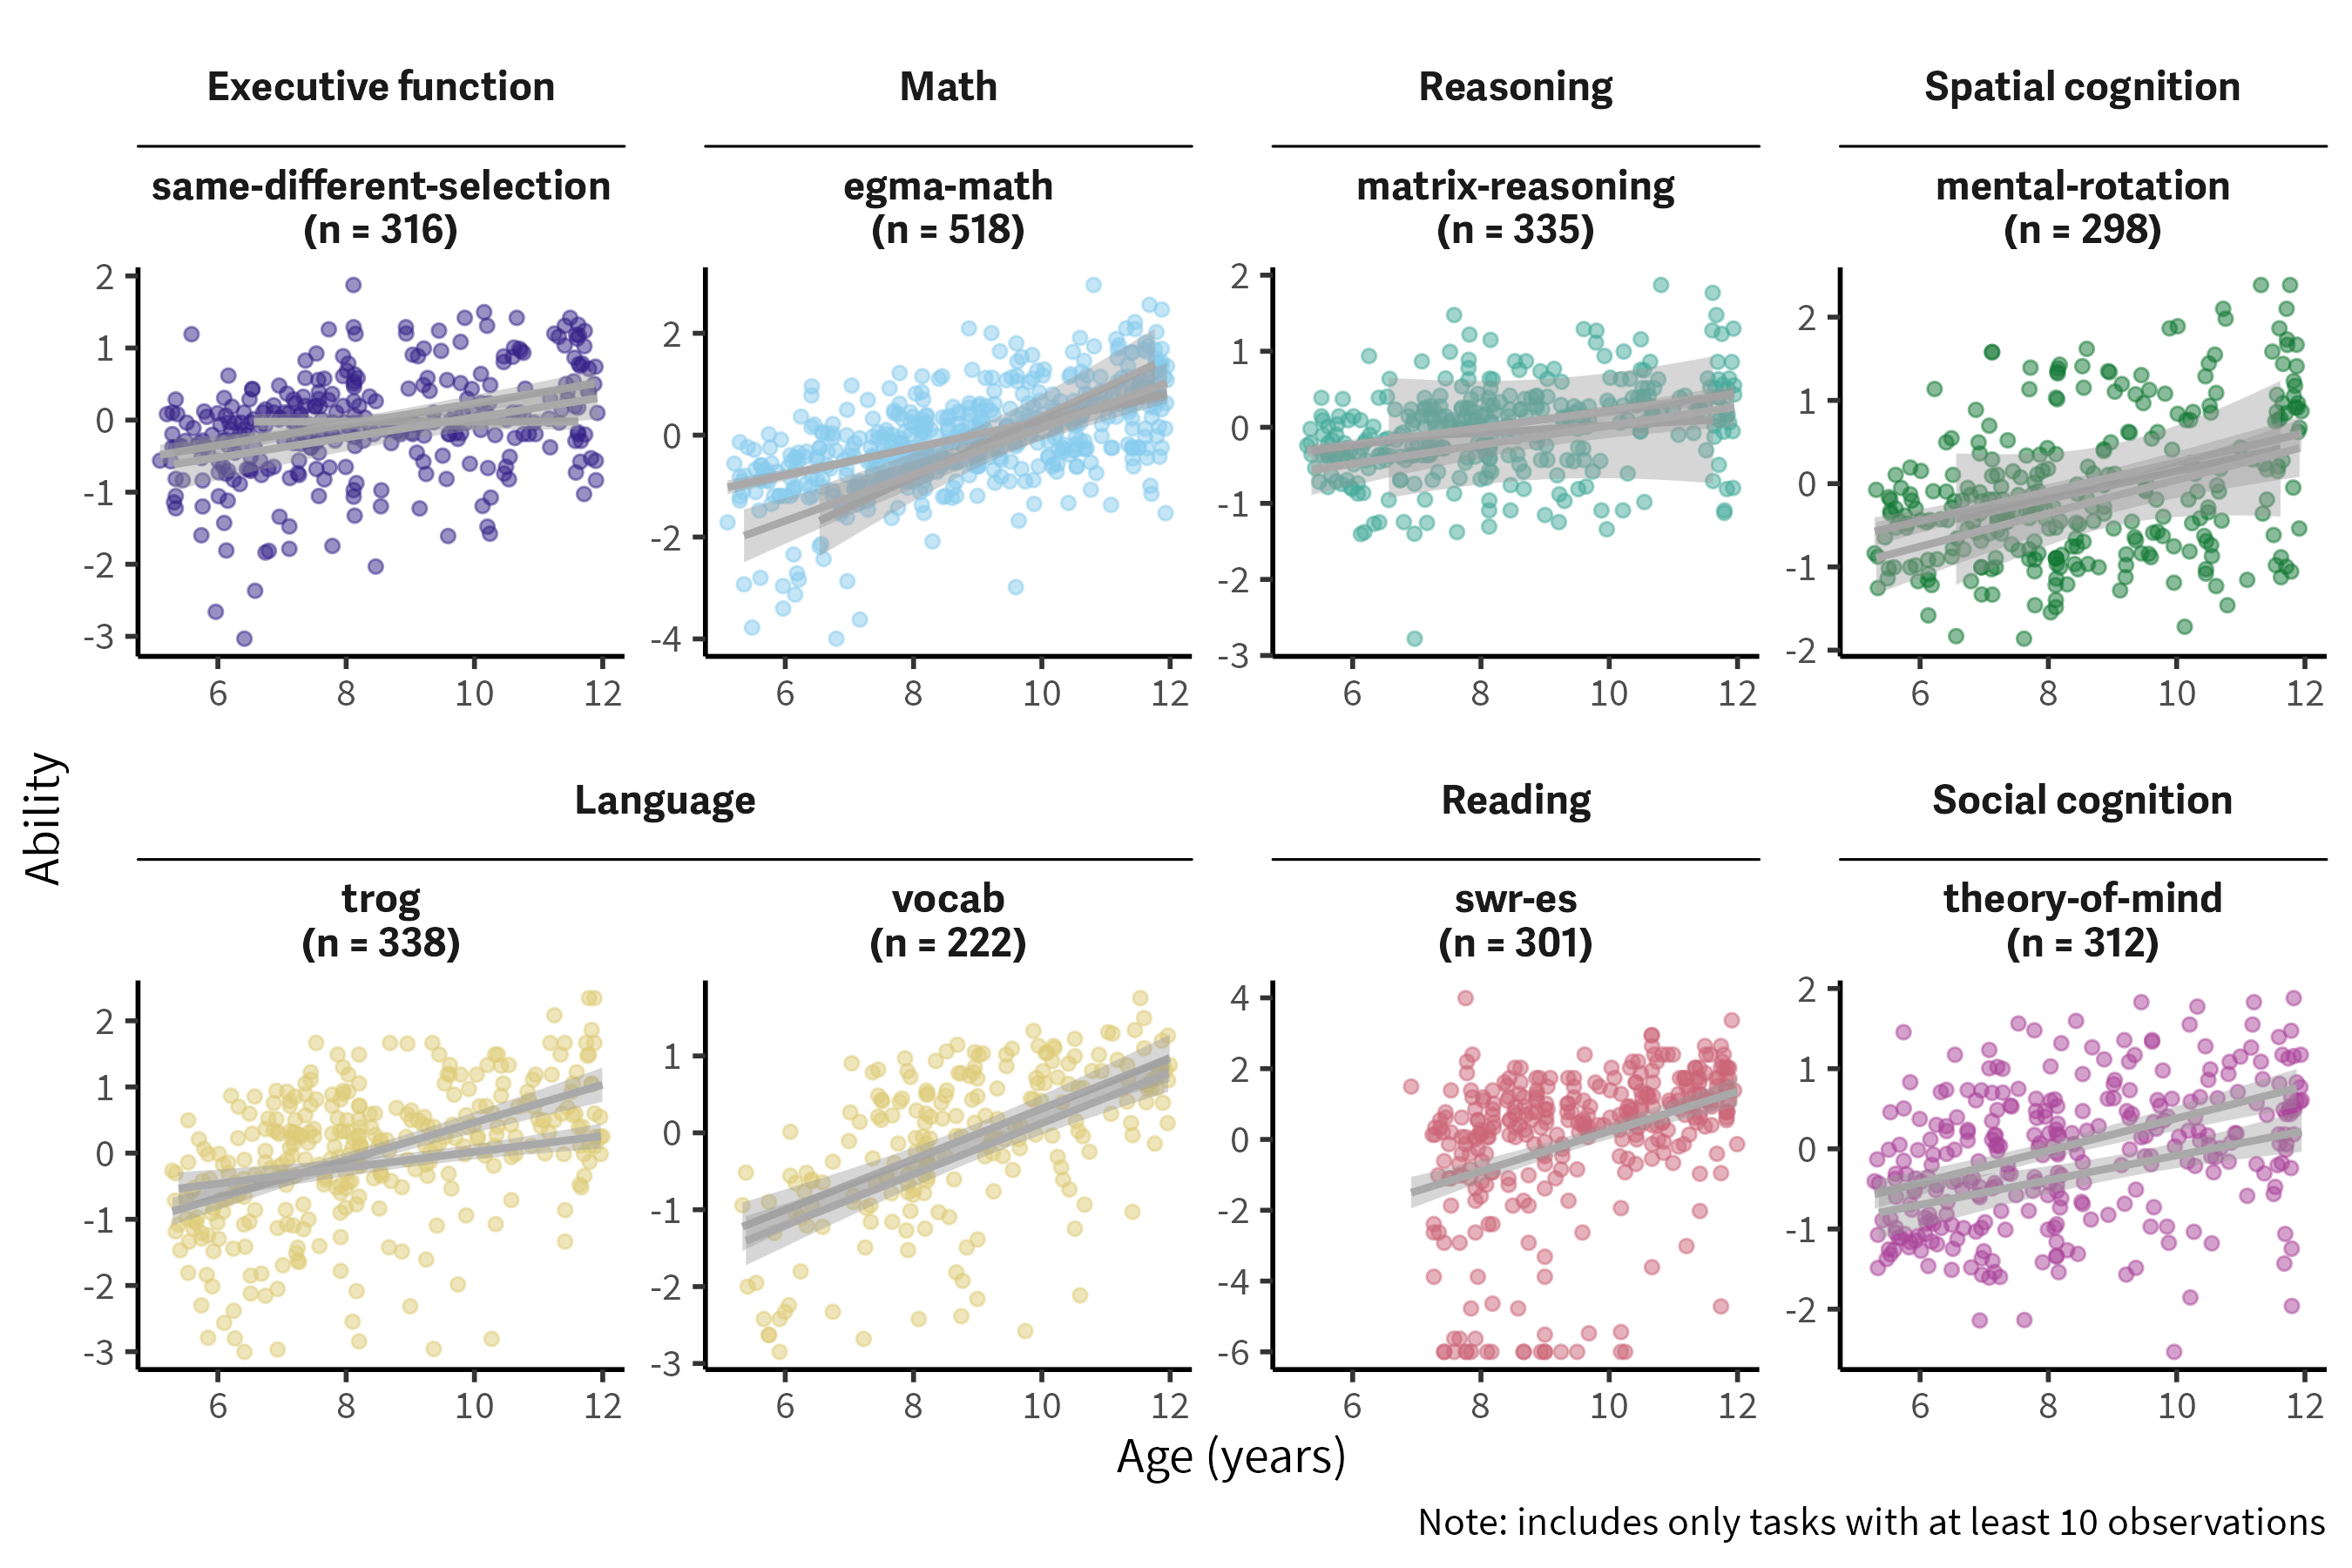 Executive function
Math
Reasoning
Spatial cognition
same-different-selection
(n = 316)
egma-math
(n = 518)
matrix-reasoning
(n = 335)
mental-rotation
(n = 298)
2
1
0
-1
-2
-3
6 8 10 12
2
0
-2
-4
6 8 10 12
2
1
0
-1
-2
-3
6 8 10 12
2
1
0
-1
-2
6 8 10 12
Ability
Language
Reading
Social cognition
trog
(n = 338)
vocab
(n = 222)
swr-es
(n = 301)
theory-of-mind
(n = 312)
2
1
0
-1
-2
-3
6 8 10 12
1
0
-1
-2
-3
6 8 10 12
4
2
0
-2
-4
-6
6 8 10 12
2
1
0
-1
-2
6 8 10 12
Age (years)
Note: includes only tasks with at least 10 observations